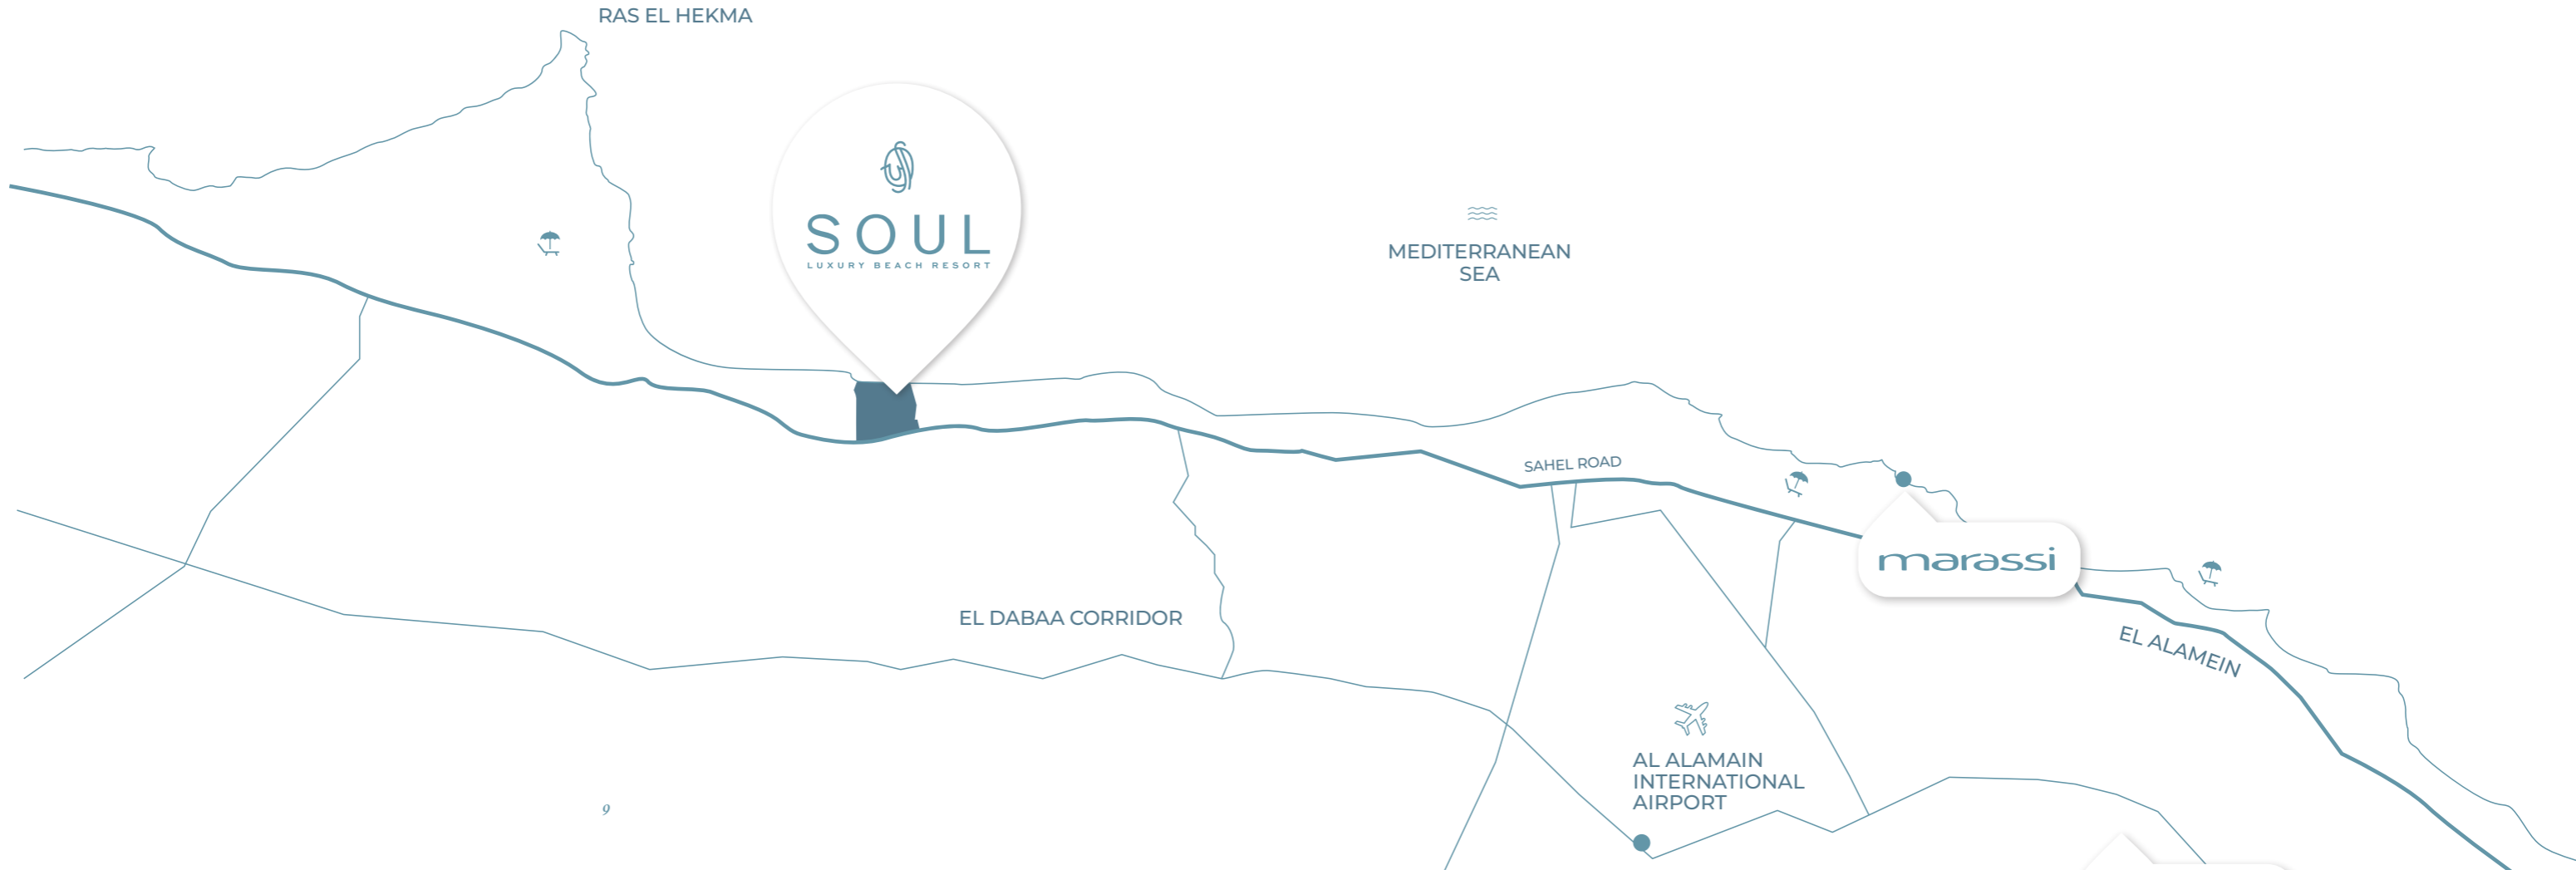 RAS EL HEKMA
SOUL
LUXURY BEACH RESORT
MEDITERRANEAN
SEA
SAHEL ROAD
marassi
EL DABAA CORRIDOR
EL ALAMEIN
AL ALAMAIN
INTERNATIONAL
AIRPORT
9